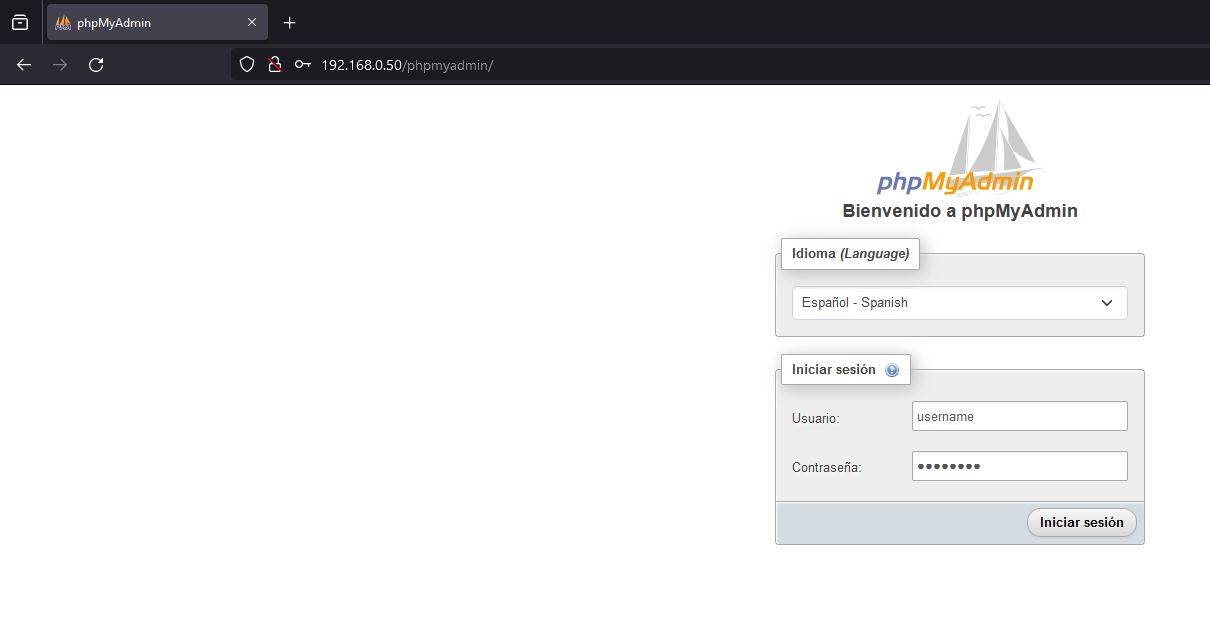 phpMyAdmin
192.168.0.50/phpmyadmin/
phpMyAdmin
Bienvenido a phpMyAdmin
Idioma (Language)
Español - Spanish
Iniciar sesión
Usuario:
username
Contraseña:
••••••••
Iniciar sesión